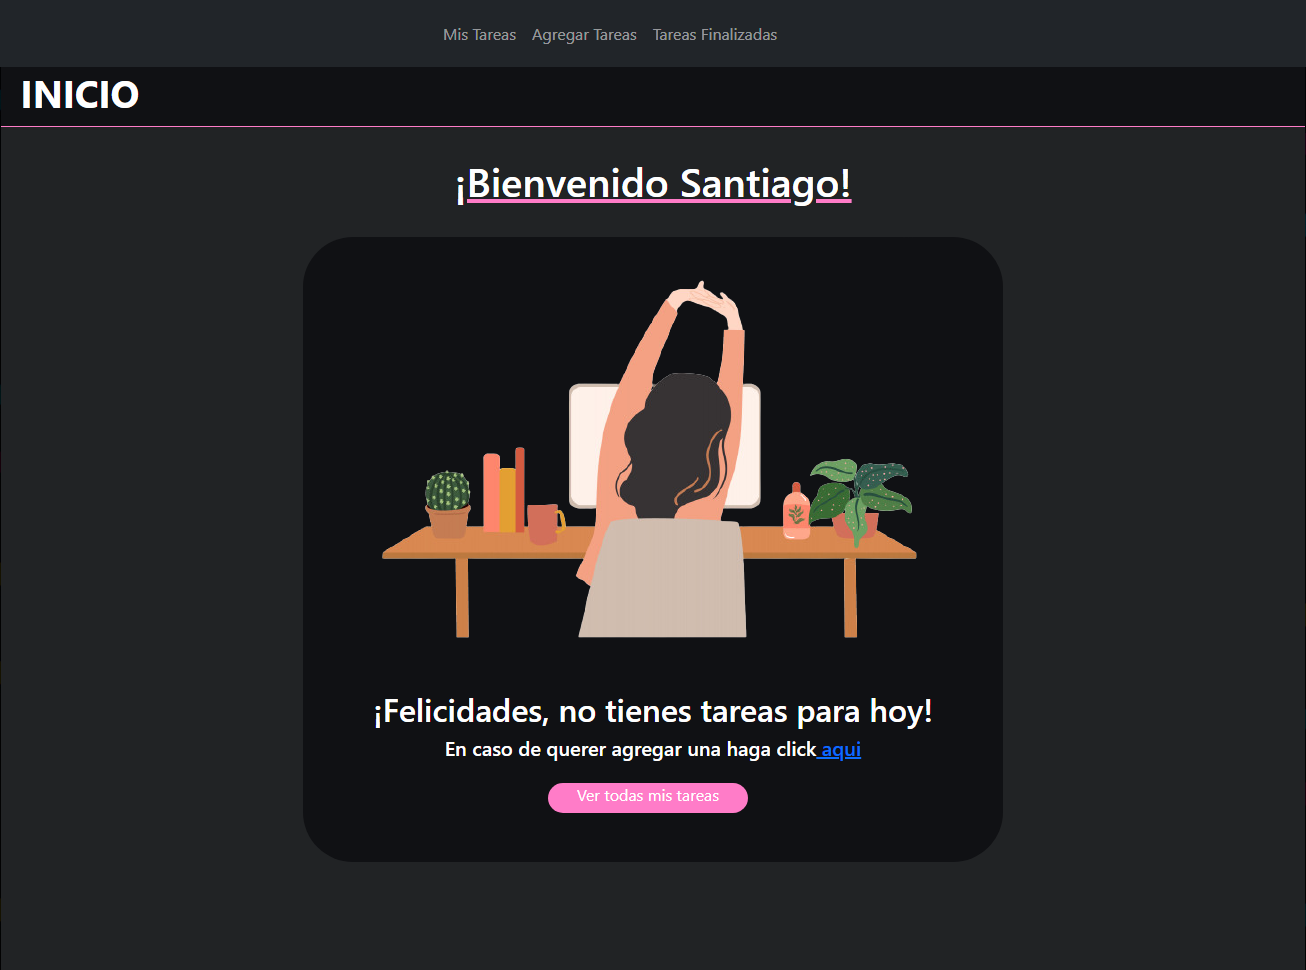 Mis Tareas Agregar Tareas Tareas Finalizadas
INICIO
¡Bienvenido Santiago!
¡Felicidades, no tienes tareas para hoy!
En caso de querer agregar una haga click aqui
Ver todas mis tareas